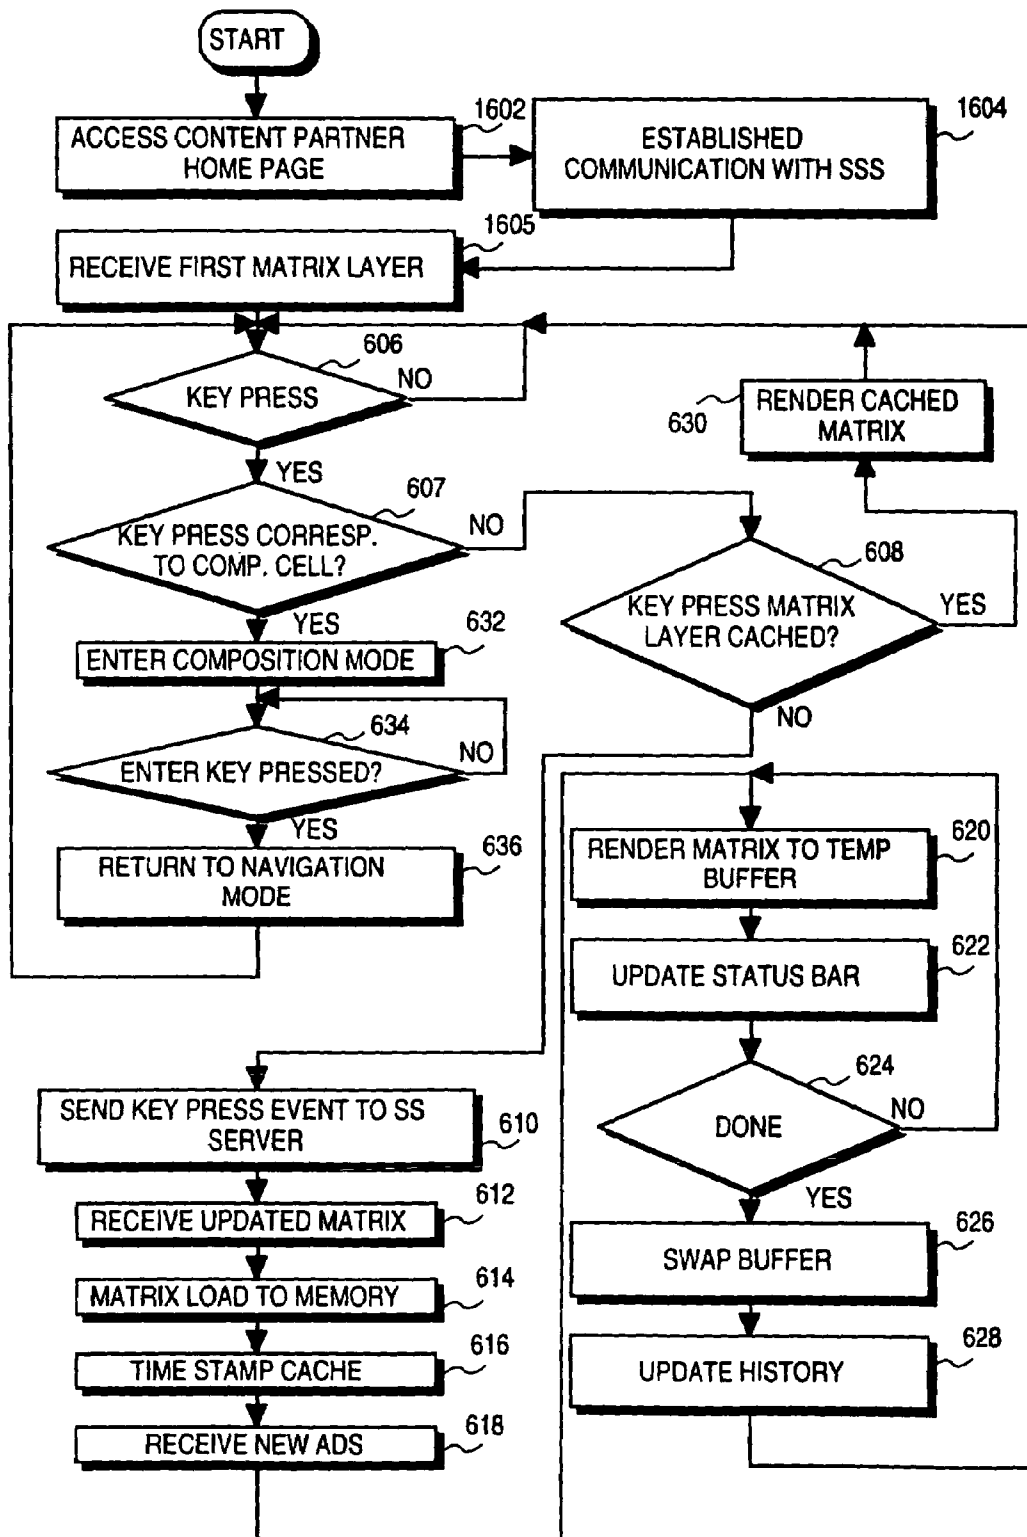 START
1602
ACCESS CONTENT PARTNER
HOME PAGE
1604
ESTABLISHED
COMMUNICATION WITH SSS
1605
RECEIVE FIRST MATRIX LAYER
606
KEY PRESS
NO
YES
630
RENDER CACHED
MATRIX
607
KEY PRESS CORRESP.
TO COMP. CELL?
NO
YES
608
KEY PRESS MATRIX
LAYER CACHED?
YES
NO
632
ENTER COMPOSITION MODE
634
ENTER KEY PRESSED?
NO
YES
636
RETURN TO NAVIGATION
MODE
620
RENDER MATRIX TO TEMP
BUFFER
622
UPDATE STATUS BAR
624
DONE
NO
YES
SEND KEY PRESS EVENT TO SS
SERVER
610
612
RECEIVE UPDATED MATRIX
614
MATRIX LOAD TO MEMORY
616
TIME STAMP CACHE
618
RECEIVE NEW ADS
626
SWAP BUFFER
628
UPDATE HISTORY